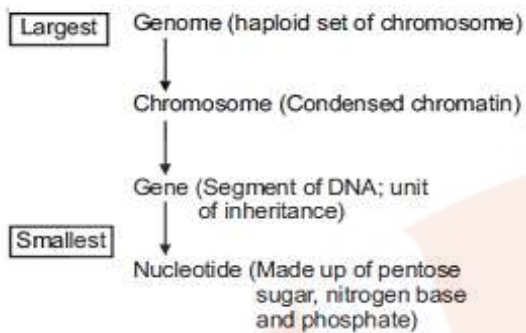 Largest Genome (haploid set of chromosome)
Chromosome (Condensed chromatin)
Gene (Segment of DNA; unit
of inheritance)
Smallest
Nucleotide (Made up of pentose
sugar, nitrogen base
and phosphate)